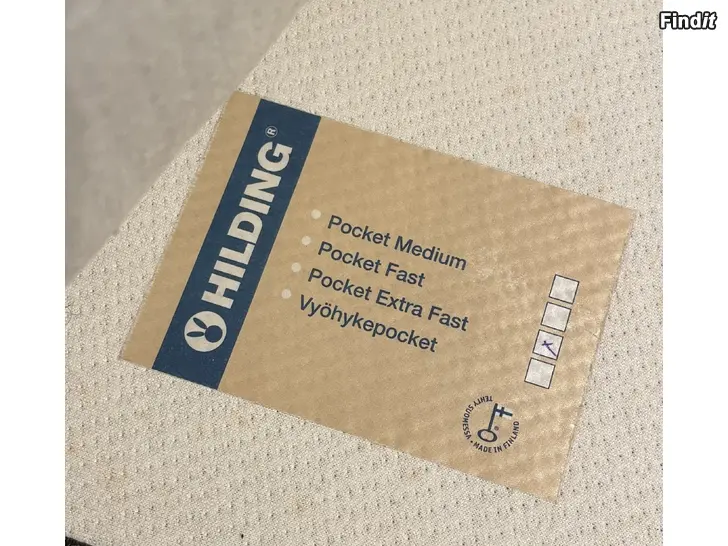 Findit
HILDING®
Pocket Medium
Pocket Fast
Pocket Extra Fast
Vyöhykepocket
x
TEHTY SUOMESSA • MADE IN FINLAND